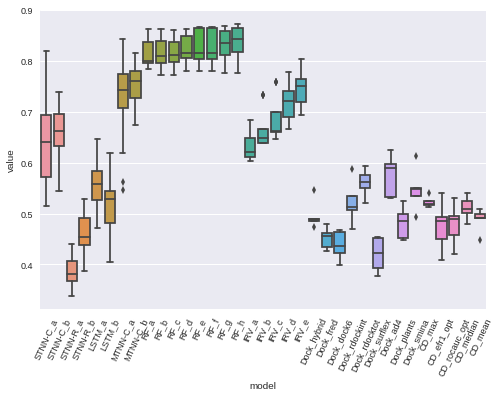 0.9
0.8
0.7
0.6
0.5
0.4
value
STNN-C_a
STNN-C_b
STNN-R_a
STNN-R_b
LSTM_a
LSTM_b
MTNN-C_a
MTNN-C_b
RF_a
RF_b
RF_c
RF_d
RF_e
RF_f
RF_g
RF_h
IRV_a
IRV_b
IRV_c
IRV_d
IRV_e
Dock_hybrid
Dock_fred
Dock_dock6
Dock_rdockint
Dock_rdocktot
Dock_surflex
Dock_ad4
Dock_plants
Dock_smina
CD_max
CD_efr1_opt
CD_rocauc_opt
CD_median
CD_mean
model